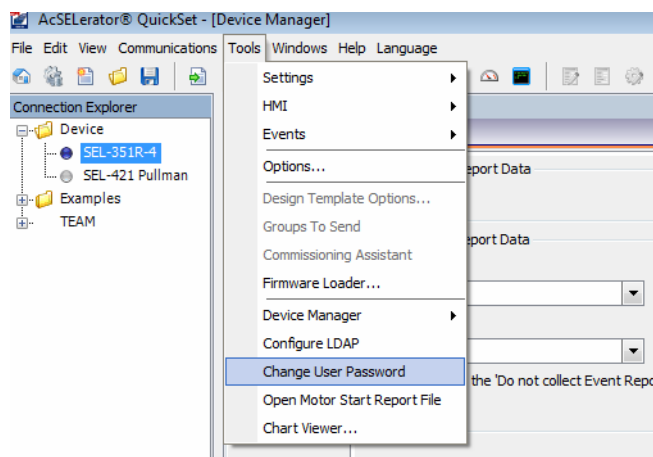 AcSELerator® QuickSet - [Device Manager]
File Edit View Communications Tools Windows Help Language
Connection Explorer
Device
SEL-351R-4
SEL-421 Pullman
Examples
TEAM
Settings
HMI
Events
Options...
Design Template Options...
Groups To Send
Commissioning Assistant
Firmware Loader...
Device Manager
Configure LDAP
Change User Password
Open Motor Start Report File
Chart Viewer...
eport Data
eport Data
the 'Do not collect Event Repo